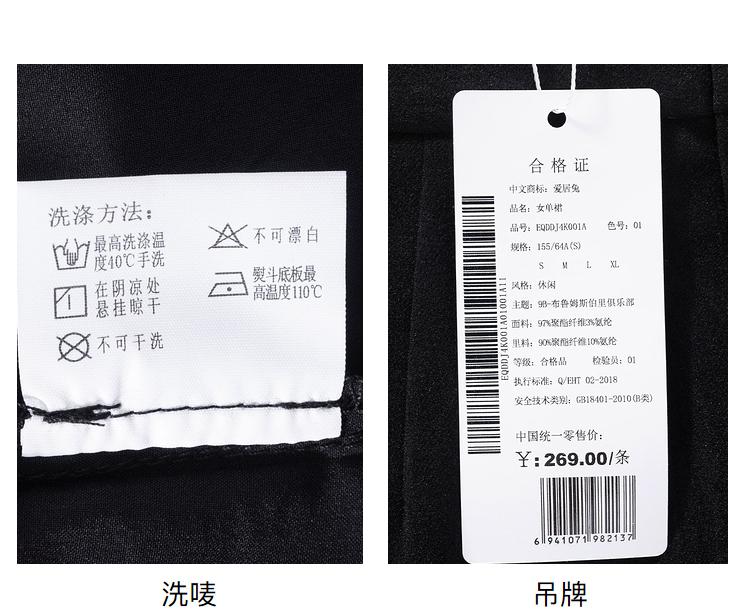 洗涤方法：
最高洗涤温
度40℃手洗
不可漂白
在阴凉处
悬挂晾干
熨斗底板最
高温度110℃
不可干洗
洗唛
合格证
中文商标：爱居兔
品名：女单裙
品号：EQDDJ4K001A 色号：01
规格：155/64A(S)
S M L XL
风格：休闲
主题：9B-布鲁姆斯伯里俱乐部
面料：97%聚酯纤维3%氨纶
里料：90%聚酯纤维10%氨纶
等级：合格品 检验员：01
执行标准：Q/EHT 02-2018
安全技术类别：GB18401-2010(B类)
EQDDJ4K001A01001A11
中国统一零售价：
¥:269.00/条
6 941071 982137
吊牌